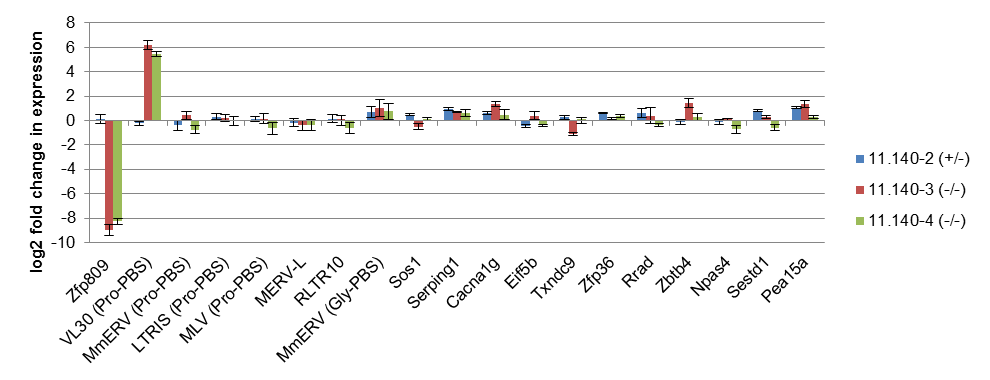 log2 fold change in expression
8
6
4
2
0
-2
-4
-6
-8
-10
Zfp809
VL30 (Pro-PBS)
MmERV (Pro-PBS)
LTRIS (Pro-PBS)
MLV (Pro-PBS)
MERV-L
RLTR10
MmERV (Gly-PBS)
Sos1
Serping1
Cacna1g
Eif5b
Txndc9
Zfp36
Rrad
Zbtb4
Npas4
Sestd1
Pea15a
11.140-2 (+/-)
11.140-3 (-/-)
11.140-4 (-/-)